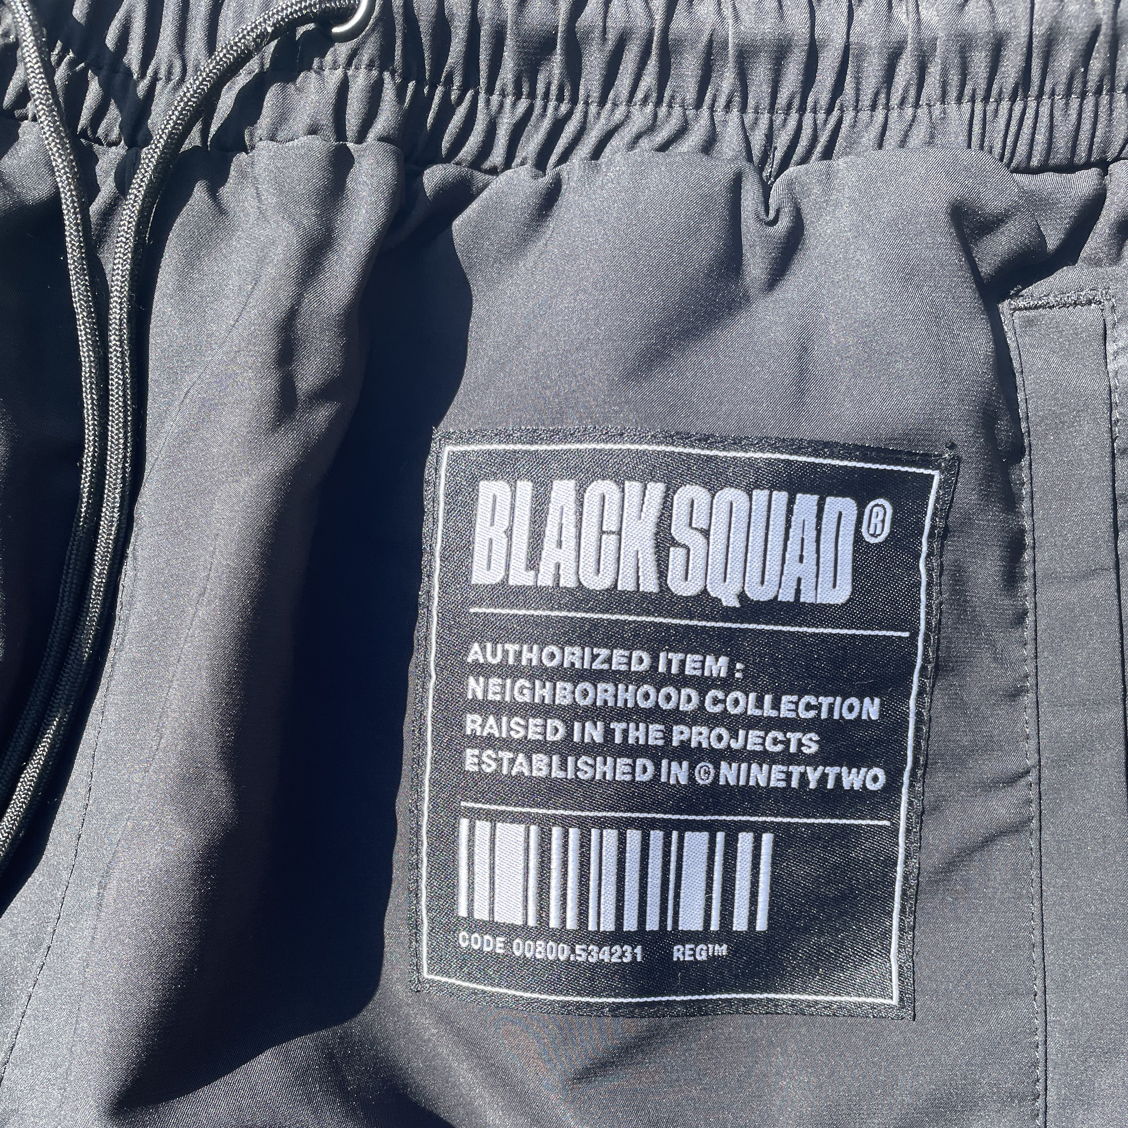 BLACK SQUAD®
AUTHORIZED ITEM :
NEIGHBORHOOD COLLECTION
RAISED IN THE PROJECTS
ESTABLISHED IN © NINETYTWO
CODE 00800.534231 REG™